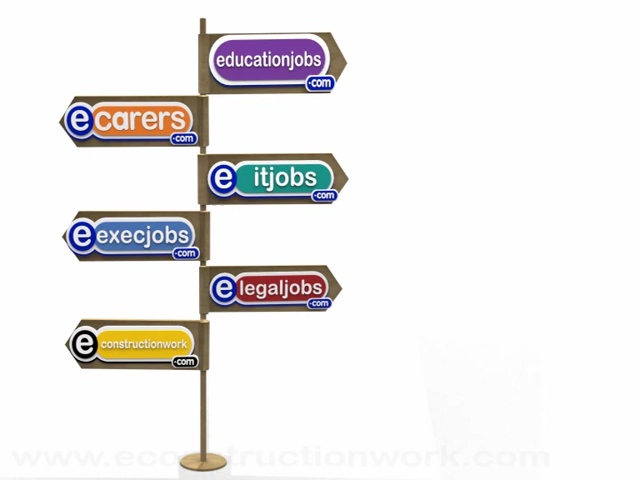 educationjobs
.com
e carers
.com
e itjobs
.com
e execjobs
.com
e legaljobs
.com
e constructionwork
.com
www.econstructionwork.com